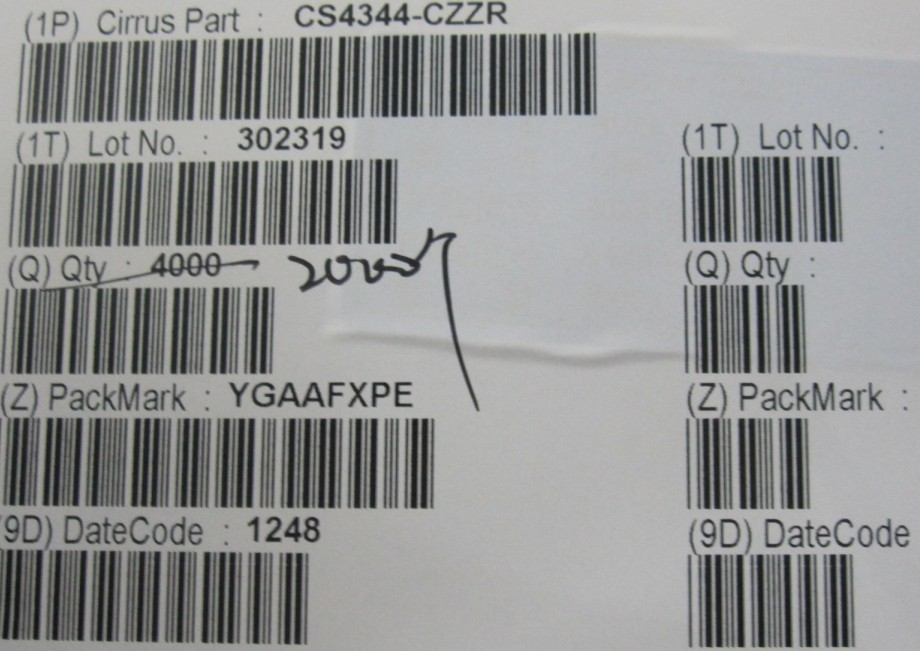 (1P) Cirrus Part : CS4344-CZZR
(1T) Lot No. : 302319
(Q) Qty : 4000
(Z) PackMark : YGAAFXPE
(9D) DateCode : 1248
(1T) Lot No. :
(Q) Qty :
(Z) PackMark :
(9D) DateCode